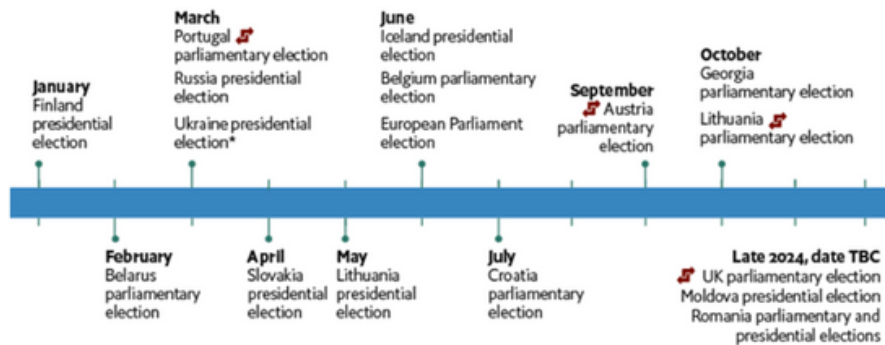 January
Finland
presidential
election
February
Belarus
parliamentary
election
March
Portugal
parliamentary election
Russia presidential
election
Ukraine presidential
election*
April
Slovakia
presidential
election
May
Lithuania
presidential
election
June
Iceland presidential
election
Belgium parliamentary
election
European Parliament
election
July
Croatia
parliamentary
election
September
Austria
parliamentary
election
October
Georgia
parliamentary election
Lithuania
parliamentary election
Late 2024, date TBC
UK parliamentary election
Moldova presidential election
Romania parliamentary and
presidential elections